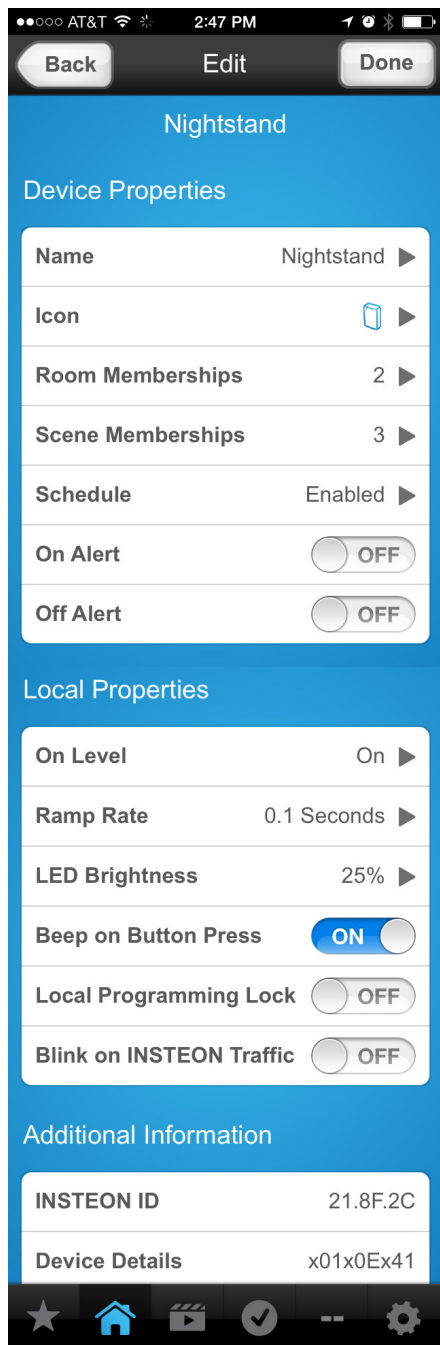 AT&T 2:47 PM
Back Edit Done
Nightstand
Device Properties
Name Nightstand
Icon
Room Memberships 2
Scene Memberships 3
Schedule Enabled
On Alert OFF
Off Alert OFF
Local Properties
On Level On
Ramp Rate 0.1 Seconds
LED Brightness 25%
Beep on Button Press ON
Local Programming Lock OFF
Blink on INSTEON Traffic OFF
Additional Information
INSTEON ID 21.8F.2C
Device Details x01x0Ex41
--